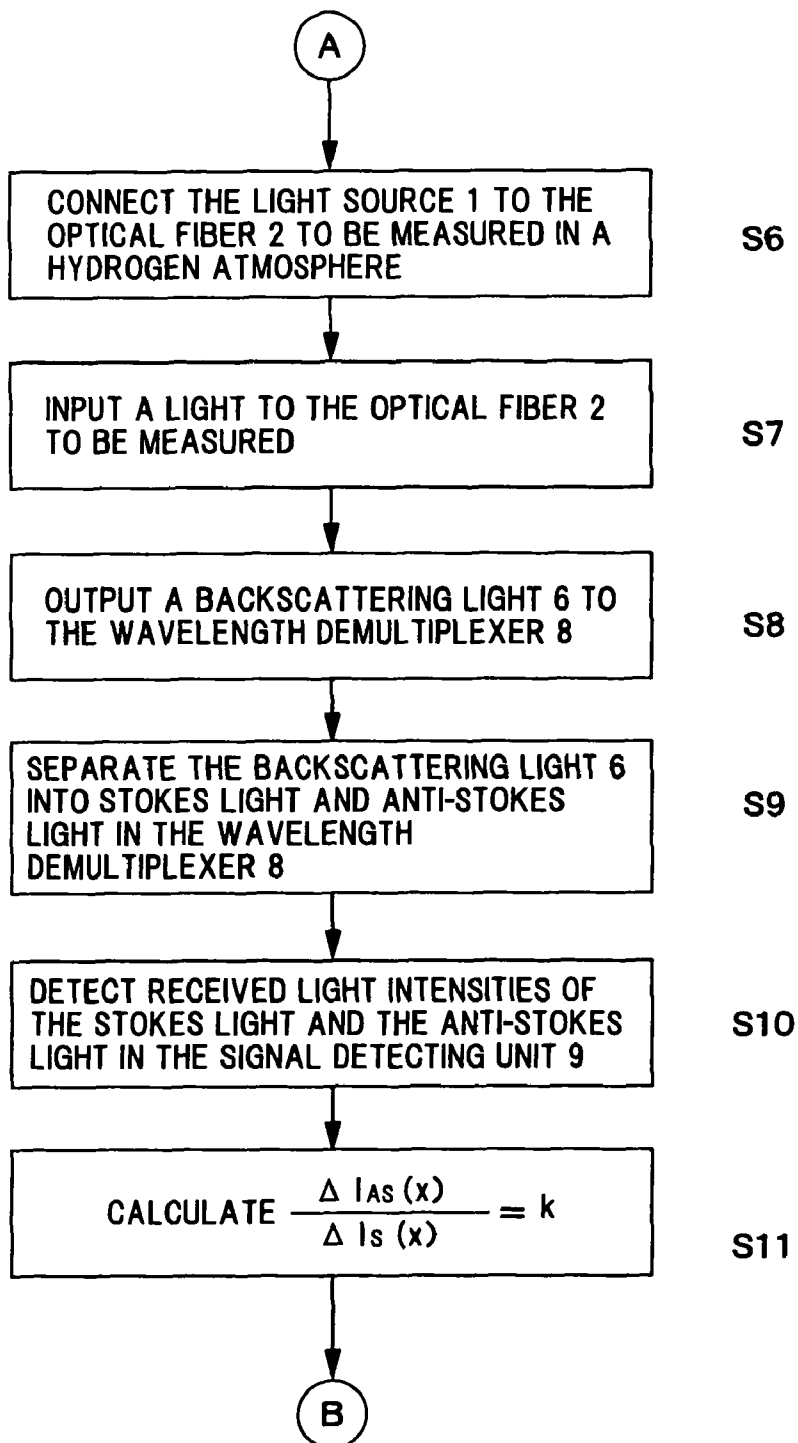 A
CONNECT THE LIGHT SOURCE 1 TO THE
OPTICAL FIBER 2 TO BE MEASURED IN A
HYDROGEN ATMOSPHERE
S6
INPUT A LIGHT TO THE OPTICAL FIBER 2
TO BE MEASURED
S7
OUTPUT A BACKSCATTERING LIGHT 6 TO
THE WAVELENGTH DEMULTIPLEXER 8
S8
SEPARATE THE BACKSCATTERING LIGHT 6
INTO STOKES LIGHT AND ANTI-STOKES
LIGHT IN THE WAVELENGTH
DEMULTIPLEXER 8
S9
DETECT RECEIVED LIGHT INTENSITIES OF
THE STOKES LIGHT AND THE ANTI-STOKES
LIGHT IN THE SIGNAL DETECTING UNIT 9
S10
CALCULATE Δ IAS (x) / Δ IS (x) = k
S11
B